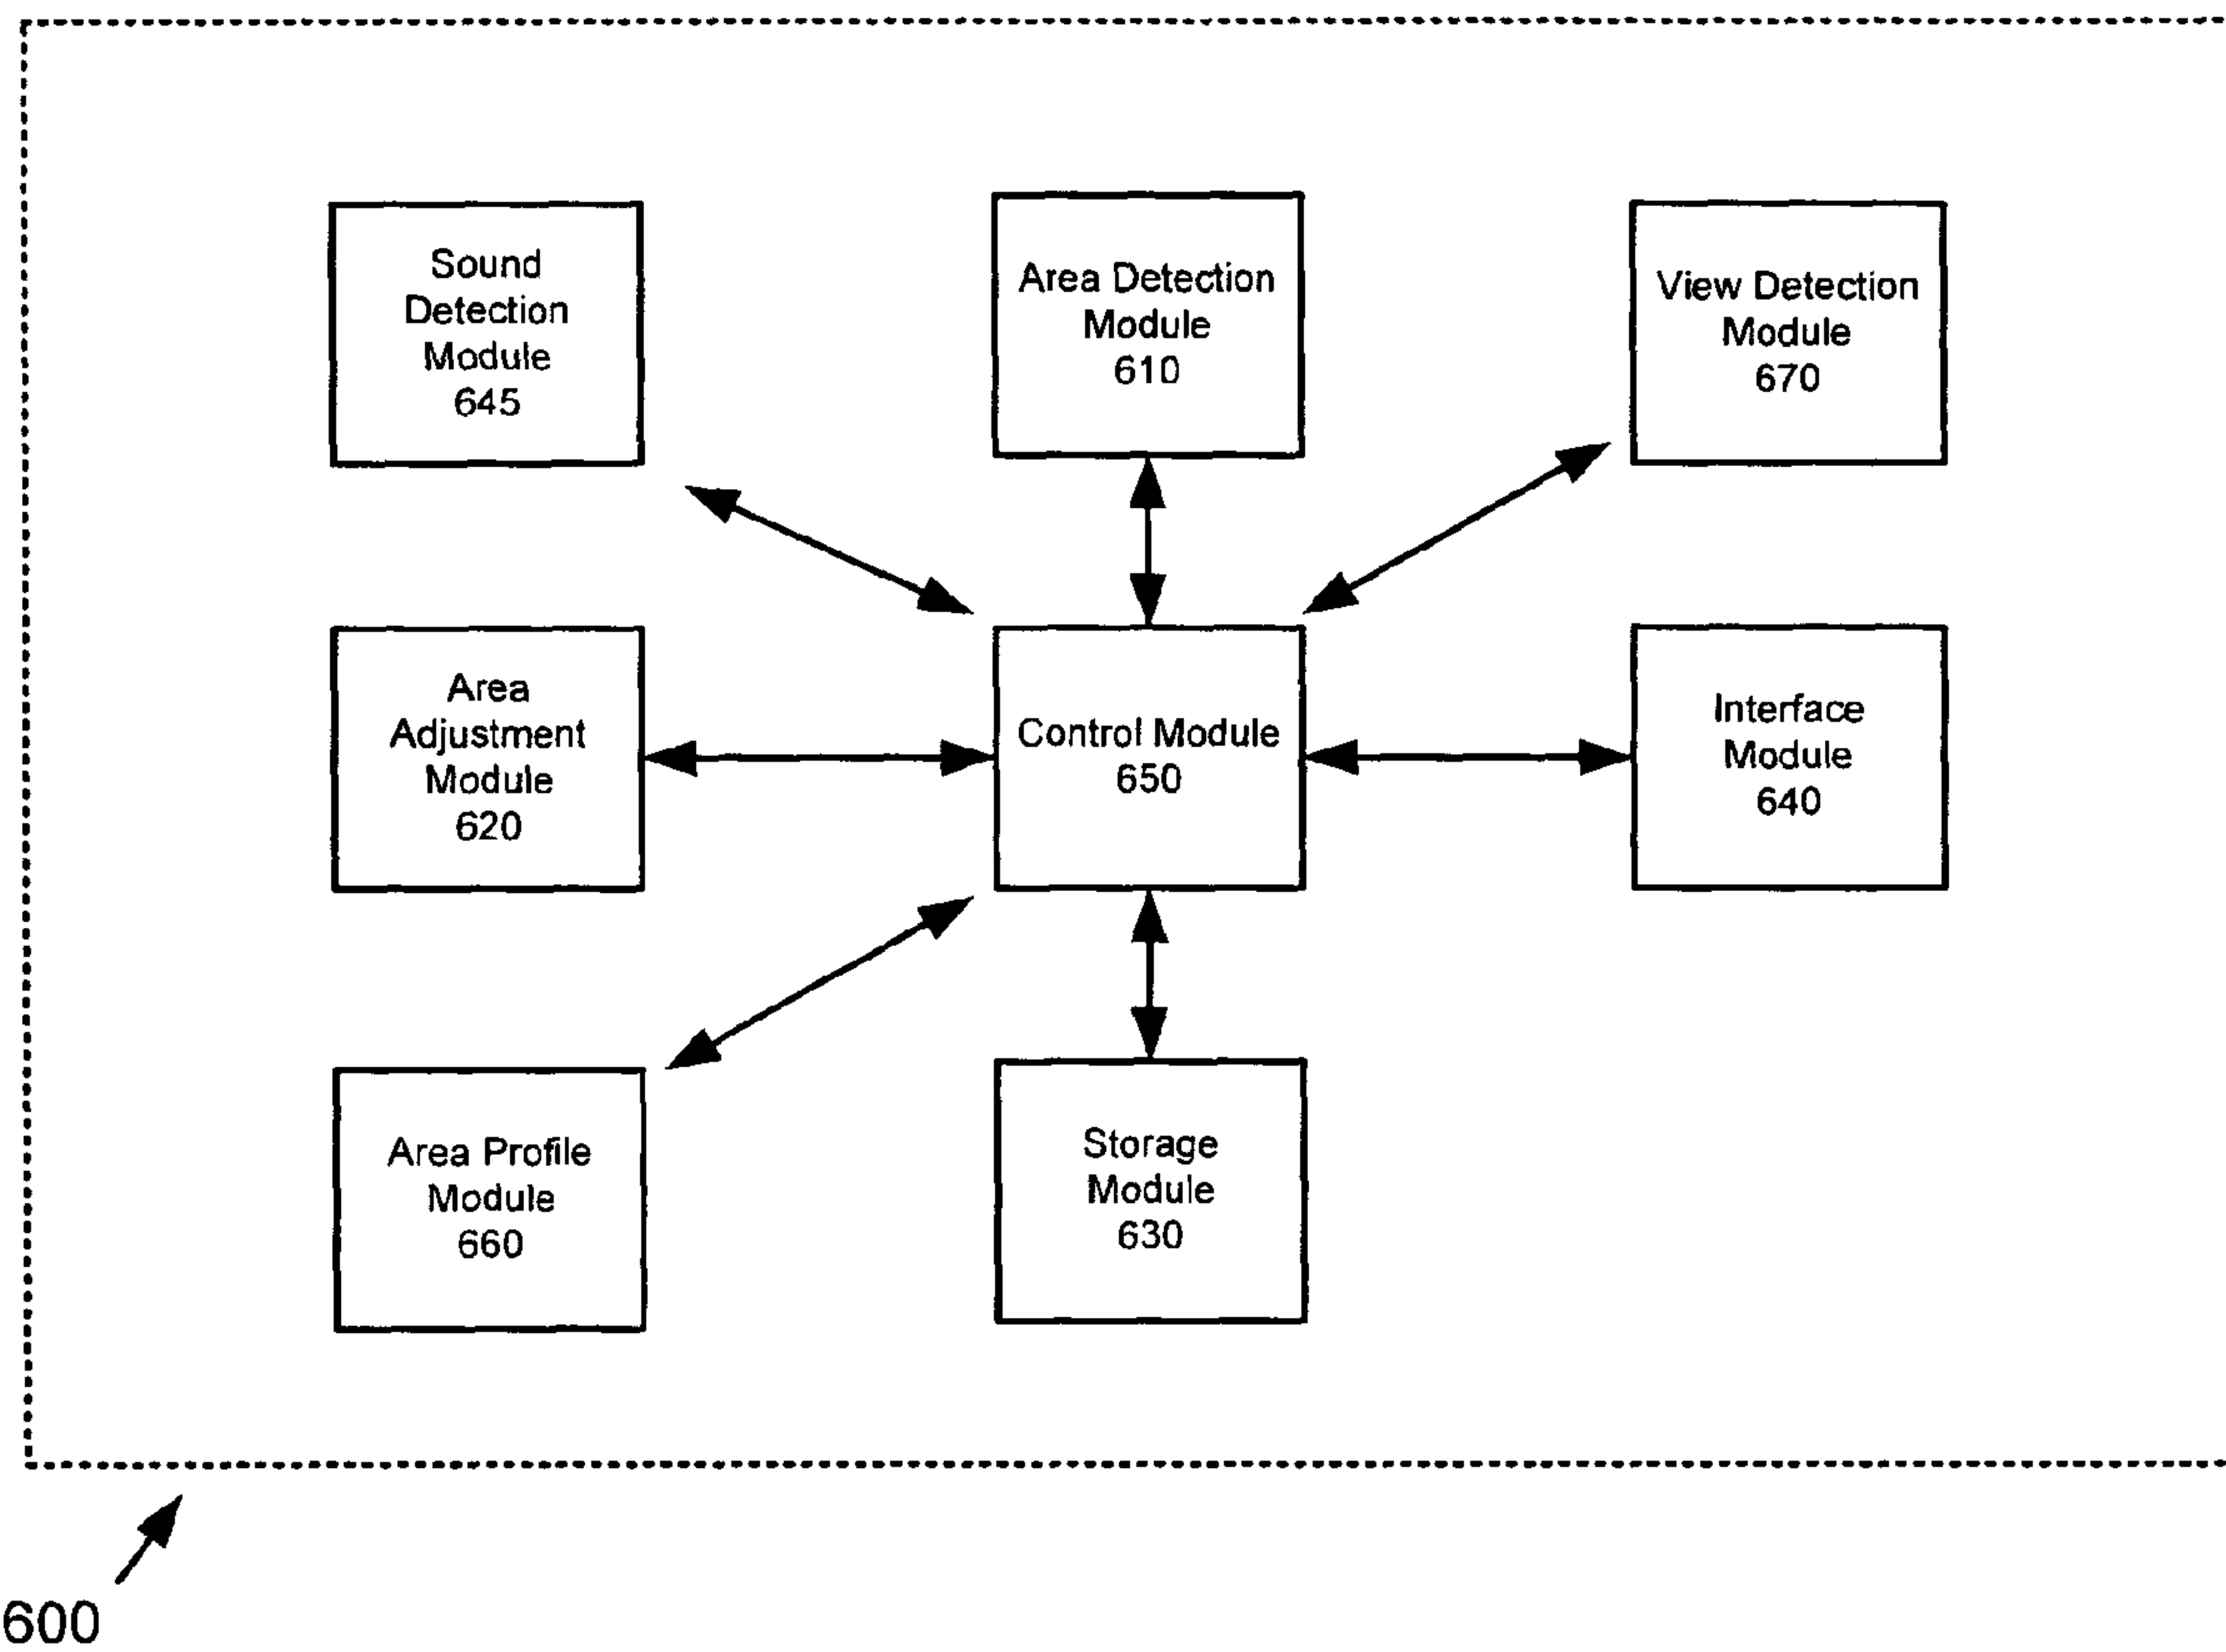 Sound
Detection
Module
645
Area Detection
Module
610
View Detection
Module
670
Area
Adjustment
Module
620
Control Module
650
Interface
Module
640
Area Profile
Module
660
Storage
Module
630
600